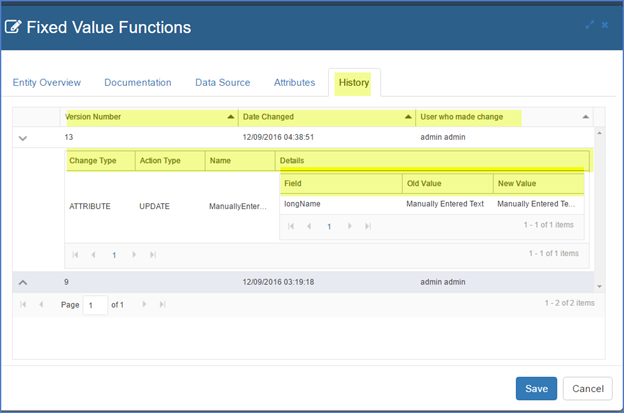 Fixed Value Functions
Entity Overview Documentation Data Source Attributes History
Version Number Date Changed User who made change
13 12/09/2016 04:38:51 admin admin
Change Type Action Type Name Details
Field Old Value New Value
ATTRIBUTE UPDATE ManuallyEnter... longName Manually Entered Text Manually Entered Te...
1 1 - 1 of 1 items
1 1 - 1 of 1 items
9 12/09/2016 03:19:18 admin admin
Page 1 of 1 1 - 2 of 2 items
Save Cancel